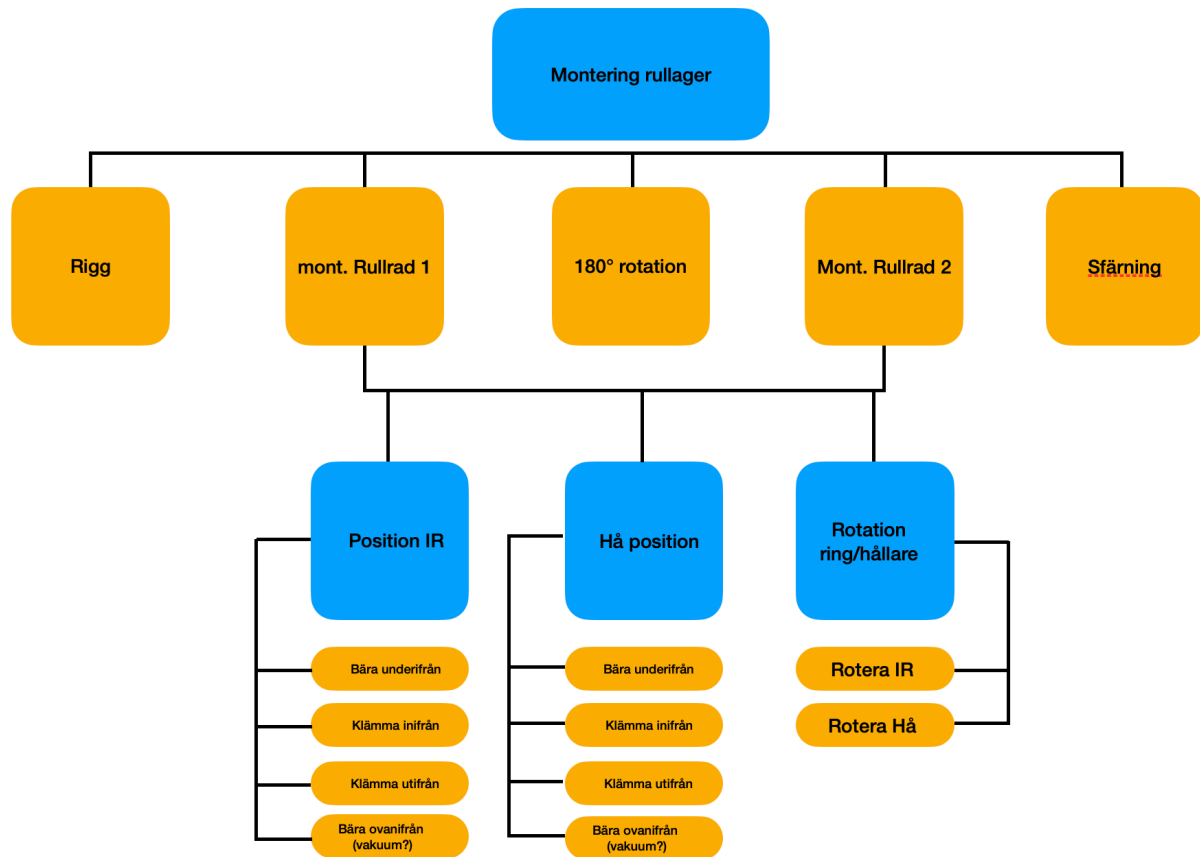 Montering rullager
Rigg
mont. Rullrad 1
180° rotation
Mont. Rullrad 2
Sfärning
Position IR
Hå position
Rotation
ring/hållare
Bära underifrån
Klämma inifrån
Klämma utifrån
Bära ovanifrån
(vakuum?)
Bära underifrån
Klämma inifrån
Klämma utifrån
Bära ovanifrån
(vakuum?)
Rotera IR
Rotera Hå